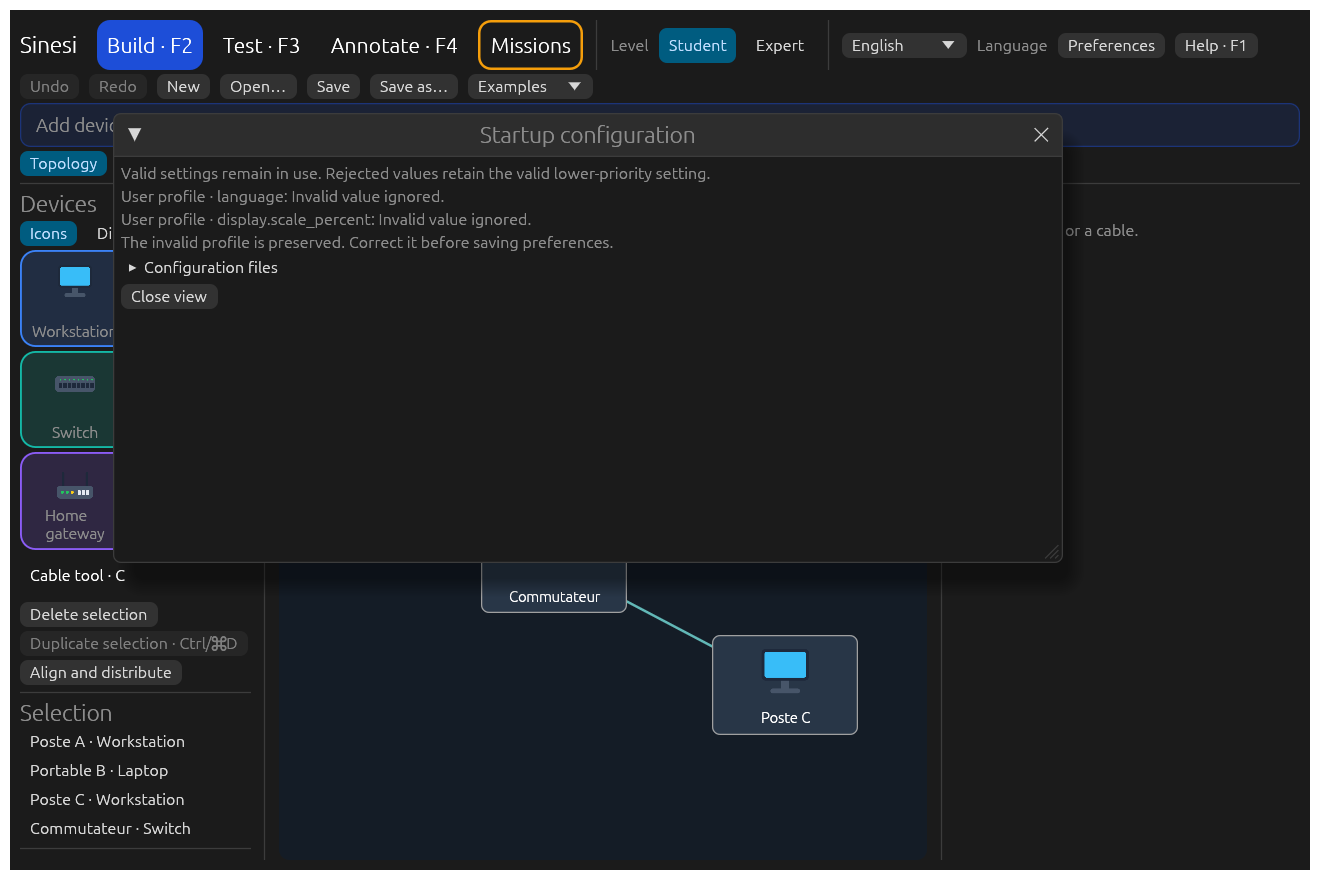 Sinesi Build · F2 Test · F3 Annotate · F4 Missions Level Student Expert English Language Preferences Help · F1
Undo Redo New Open… Save Save as… Examples
Add
Startup configuration
Topology
Valid settings remain in use. Rejected values retain the valid lower-priority setting.
User profile · language: Invalid value ignored.
User profile · display.scale_percent: Invalid value ignored.
The invalid profile is preserved. Correct it before saving preferences.
Configuration files
Close view
Devices
Icons
or a cable.
Workstation
Switch
Home
gateway
Cable tool · C
Delete selection
Duplicate selection · Ctrl/⌘D
Align and distribute
Selection
Poste A · Workstation
Portable B · Laptop
Poste C · Workstation
Commutateur · Switch
Commutateur
Poste C